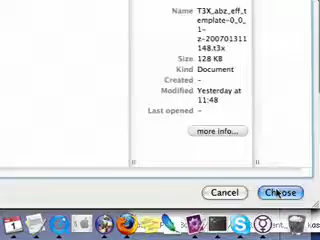 Name T3X_abz_eff_t
emplate-0_0_
1-
z-200701311
148.t3x
Size 128 KB
Kind Document
Created -
Modified Yesterday at
11:48
Last opened -
more info...
Cancel Choose
1